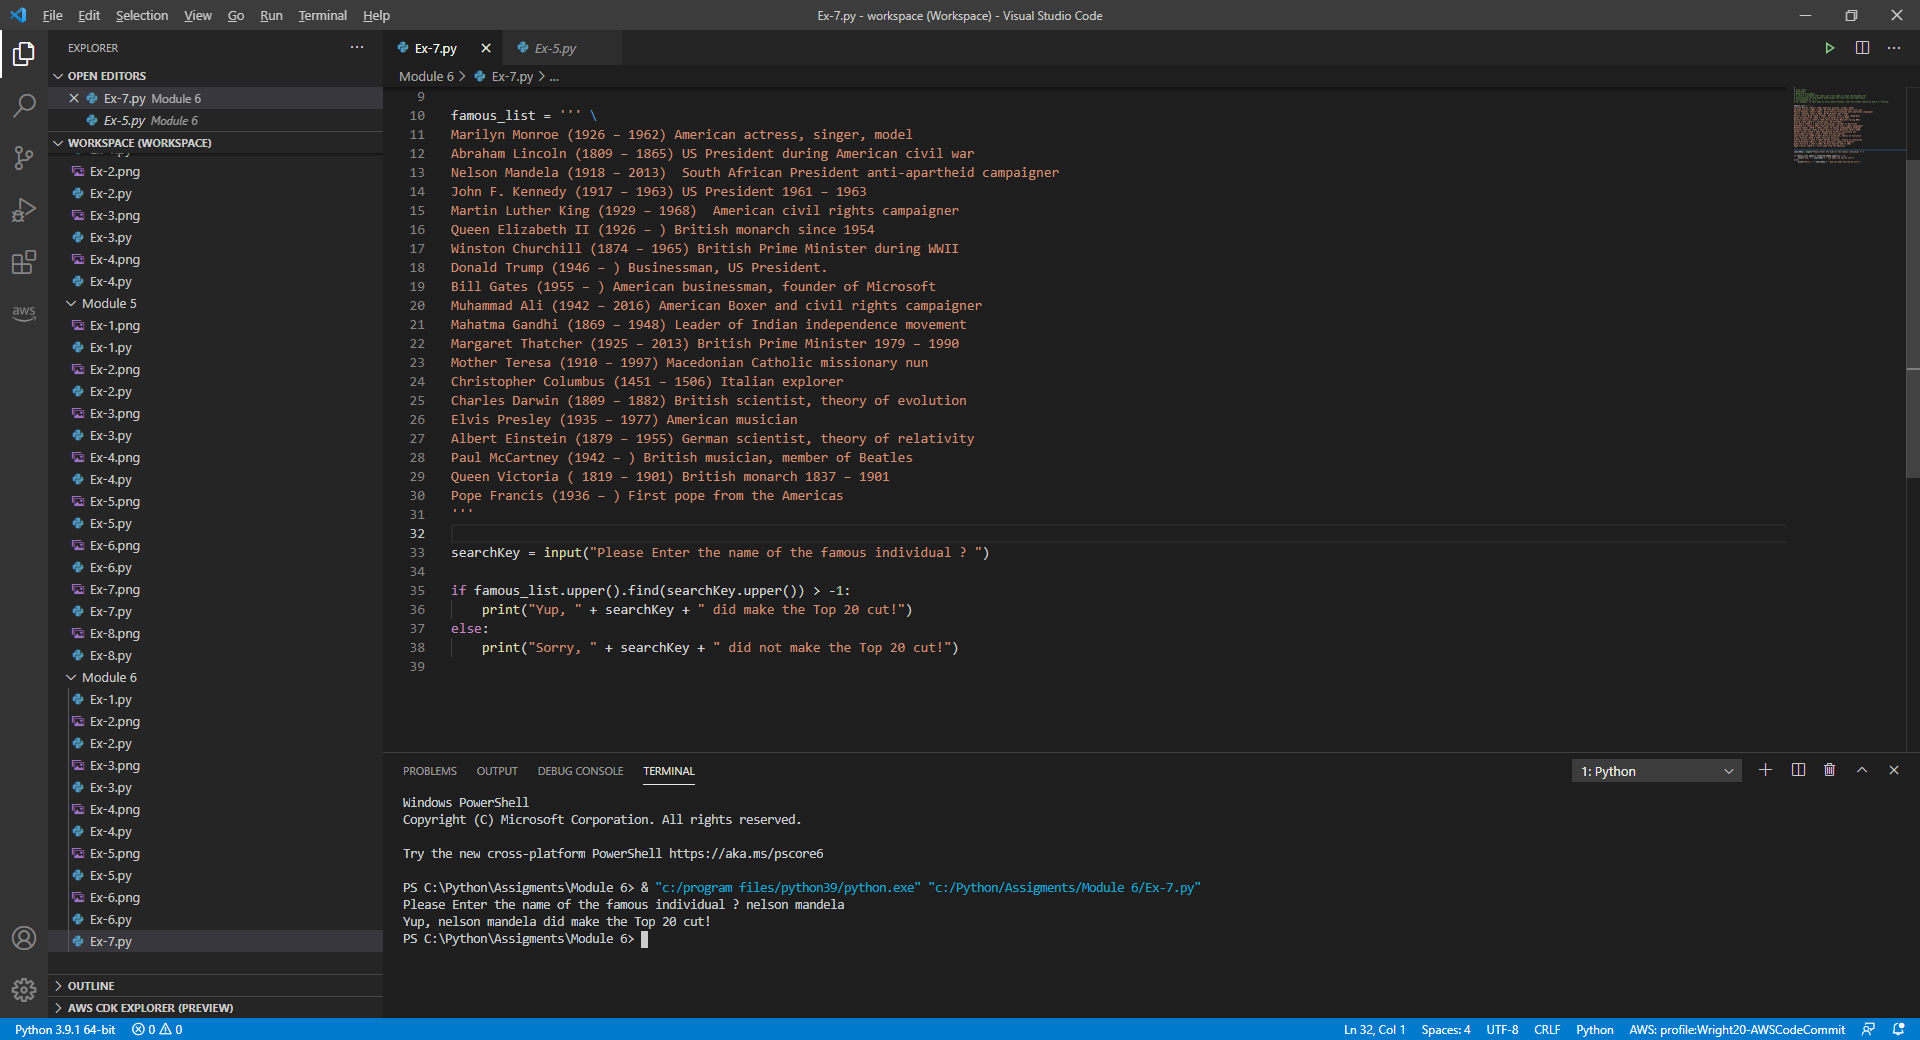 File Edit Selection View Go Run Terminal Help
Ex-7.py - workspace (Workspace) - Visual Studio Code
EXPLORER
OPEN EDITORS
Ex-7.py Module 6
Ex-5.py Module 6
WORKSPACE (WORKSPACE)
Ex-2.png
Ex-2.py
Ex-3.png
Ex-3.py
Ex-4.png
Ex-4.py
Module 5
Ex-1.png
Ex-1.py
Ex-2.png
Ex-2.py
Ex-3.png
Ex-3.py
Ex-4.png
Ex-4.py
Ex-5.png
Ex-5.py
Ex-6.png
Ex-6.py
Ex-7.png
Ex-7.py
Ex-8.png
Ex-8.py
Module 6
Ex-1.py
Ex-2.png
Ex-2.py
Ex-3.png
Ex-3.py
Ex-4.png
Ex-4.py
Ex-5.png
Ex-5.py
Ex-6.png
Ex-6.py
Ex-7.py
OUTLINE
AWS CDK EXPLORER (PREVIEW)
aws
Ex-7.py Ex-5.py
Module 6 > Ex-7.py > ...
9
10 famous_list = ''' \
11 Marilyn Monroe (1926 – 1962) American actress, singer, model
12 Abraham Lincoln (1809 – 1865) US President during American civil war
13 Nelson Mandela (1918 – 2013)  South African President anti-apartheid campaigner
14 John F. Kennedy (1917 – 1963) US President 1961 – 1963
15 Martin Luther King (1929 – 1968)  American civil rights campaigner
16 Queen Elizabeth II (1926 – ) British monarch since 1954
17 Winston Churchill (1874 – 1965) British Prime Minister during WWII
18 Donald Trump (1946 – ) Businessman, US President.
19 Bill Gates (1955 – ) American businessman, founder of Microsoft
20 Muhammad Ali (1942 – 2016) American Boxer and civil rights campaigner
21 Mahatma Gandhi (1869 – 1948) Leader of Indian independence movement
22 Margaret Thatcher (1925 – 2013) British Prime Minister 1979 – 1990
23 Mother Teresa (1910 – 1997) Macedonian Catholic missionary nun
24 Christopher Columbus (1451 – 1506) Italian explorer
25 Charles Darwin (1809 – 1882) British scientist, theory of evolution
26 Elvis Presley (1935 – 1977) American musician
27 Albert Einstein (1879 – 1955) German scientist, theory of relativity
28 Paul McCartney (1942 – ) British musician, member of Beatles
29 Queen Victoria ( 1819 – 1901) British monarch 1837 – 1901
30 Pope Francis (1936 – ) First pope from the Americas
31 '''
32
33 searchKey = input("Please Enter the name of the famous individual ? ")
34
35 if famous_list.upper().find(searchKey.upper()) > -1:
36     print("Yup, " + searchKey + " did make the Top 20 cut!")
37 else:
38     print("Sorry, " + searchKey + " did not make the Top 20 cut!")
39
PROBLEMS OUTPUT DEBUG CONSOLE TERMINAL
1: Python
Windows PowerShell
Copyright (C) Microsoft Corporation. All rights reserved.
Try the new cross-platform PowerShell https://aka.ms/pscore6
PS C:\Python\Assigments\Module 6> & "c:/program files/python39/python.exe" "c:/Python/Assigments/Module 6/Ex-7.py"
Please Enter the name of the famous individual ? nelson mandela
Yup, nelson mandela did make the Top 20 cut!
PS C:\Python\Assigments\Module 6>
Python 3.9.1 64-bit 0 0
Ln 32, Col 1 Spaces: 4 UTF-8 CRLF Python AWS: profile:Wright20-AWSCodeCommit